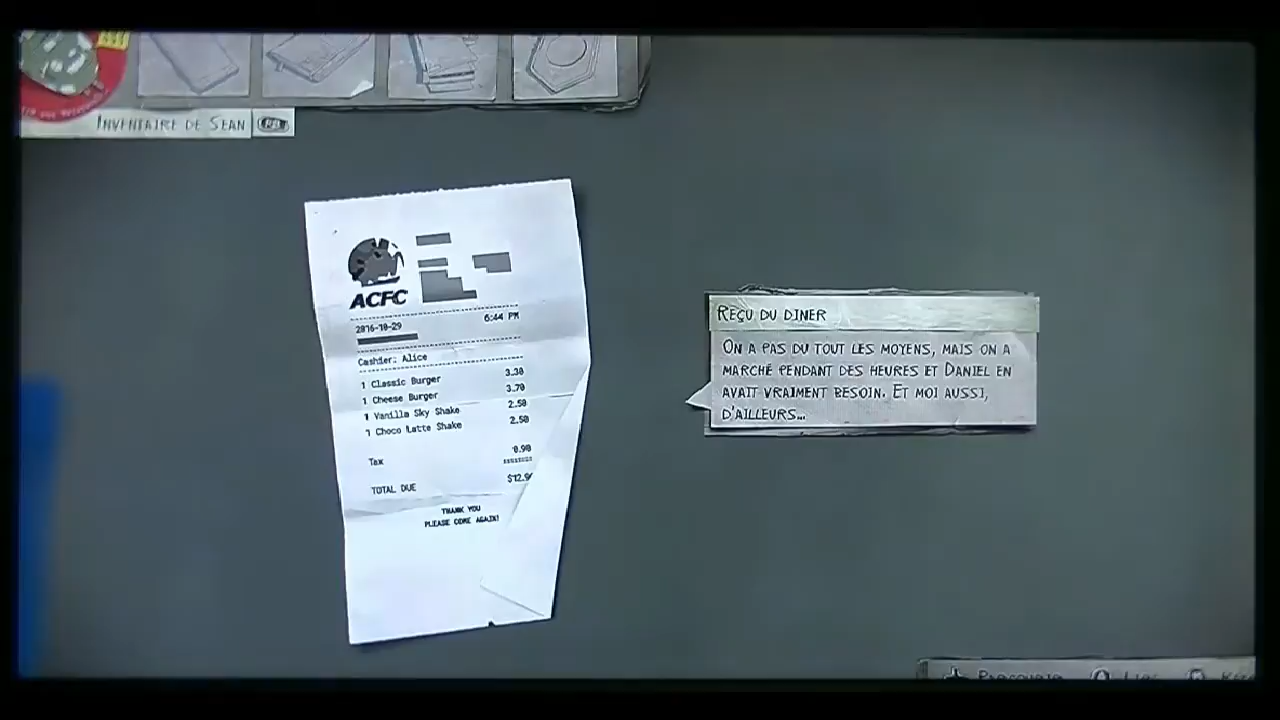 INVENTAIRE DE SEAN
ACFC
2016-10-29 6:44 PM
Cashier: Alice
1 Classic Burger 3.30
1 Cheese Burger 3.70
1 Vanilla Sky Shake 2.50
1 Choco Latte Shake 2.50
Tax 0.90
TOTAL DUE $12.9
THANK YOU
PLEASE COME AGAIN!
REÇU DU DINER
ON A PAS DU TOUT LES MOYENS, MAIS ON A
MARCHÉ PENDANT DES HEURES ET DANIEL EN
AVAIT VRAIMENT BESOIN. ET MOI AUSSI,
D'AILLEURS...